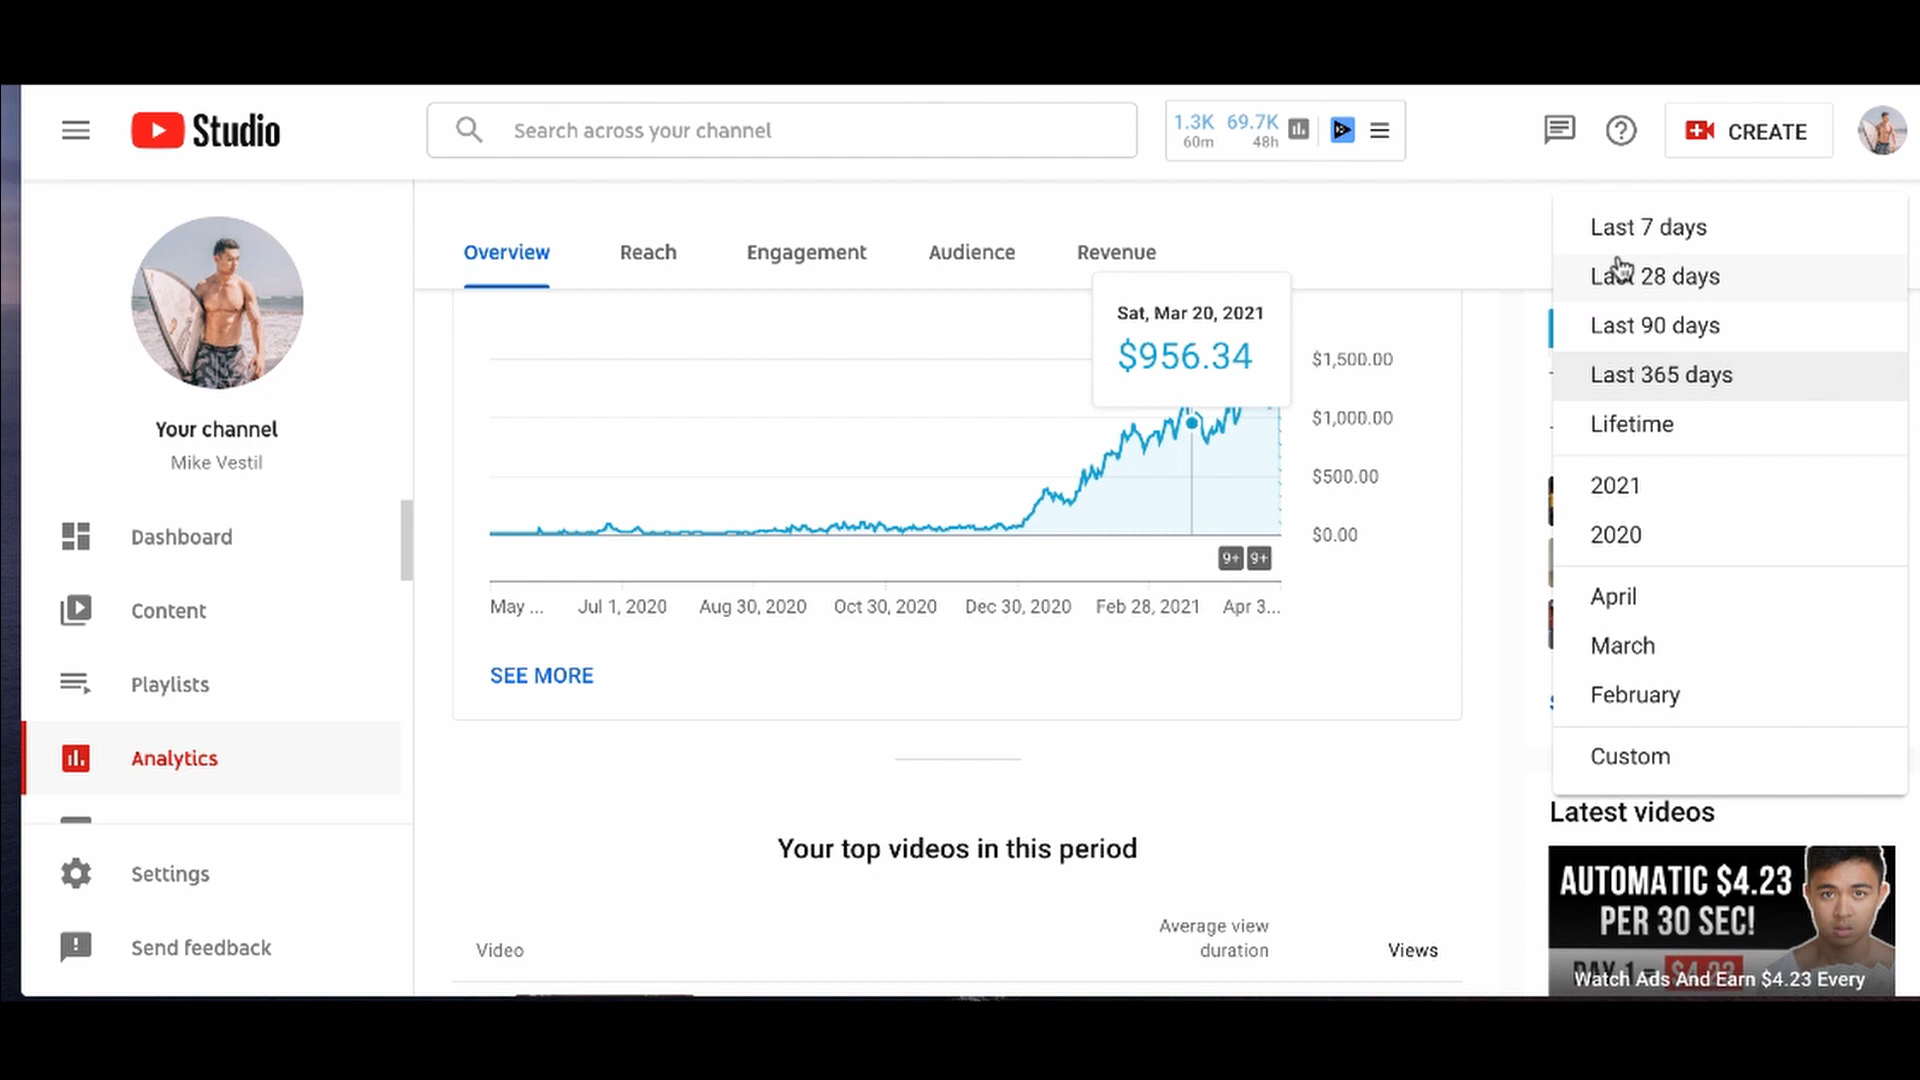 Studio
Search across your channel
1.3K 69.7K
60m 48h
CREATE
Your channel
Mike Vestil
Dashboard
Content
Playlists
Analytics
Settings
Send feedback
Overview Reach Engagement Audience Revenue
Sat, Mar 20, 2021
$956.34
$1,500.00
$1,000.00
$500.00
$0.00
9+ 9+
May ... Jul 1, 2020 Aug 30, 2020 Oct 30, 2020 Dec 30, 2020 Feb 28, 2021 Apr 3...
SEE MORE
Your top videos in this period
Video
Average view
duration
Views
Last 7 days
Last 28 days
Last 90 days
Last 365 days
Lifetime
2021
2020
April
March
February
Custom
Latest videos
AUTOMATIC $4.23
PER 30 SEC!
DAY 1 = $4.23
Watch Ads And Earn $4.23 Every